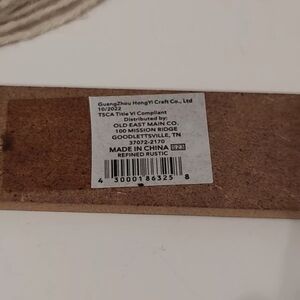 GuangZhou HongYi Craft Co., Ltd
10/2022
TSCA Title VI Compliant
Distributed by:
OLD EAST MAIN CO.
100 MISSION RIDGE
GOODLETTSVILLE, TN
37072-2170
MADE IN CHINA
REFINED RUSTIC
4 30001 86325 8